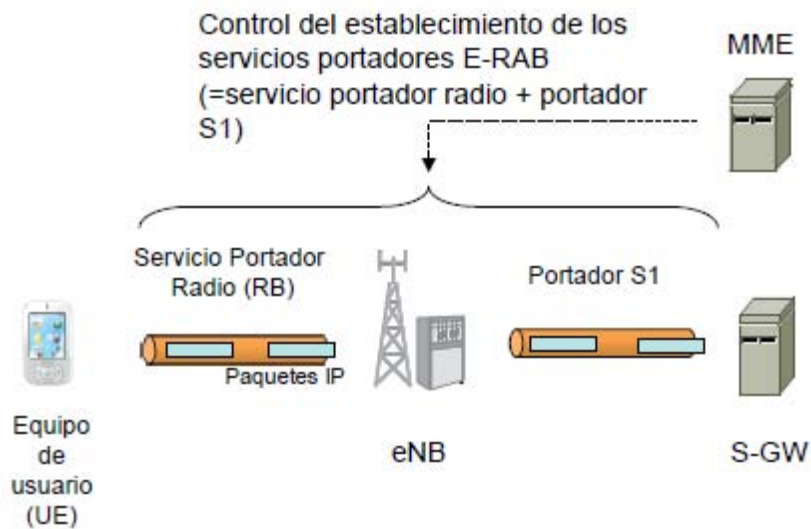 Control del establecimiento de los
servicios portadores E-RAB
(=servicio portador radio + portador
S1)
MME
Servicio Portador
Radio (RB)
Portador S1
Paquetes IP
Equipo
de
usuario
(UE)
eNB
S-GW